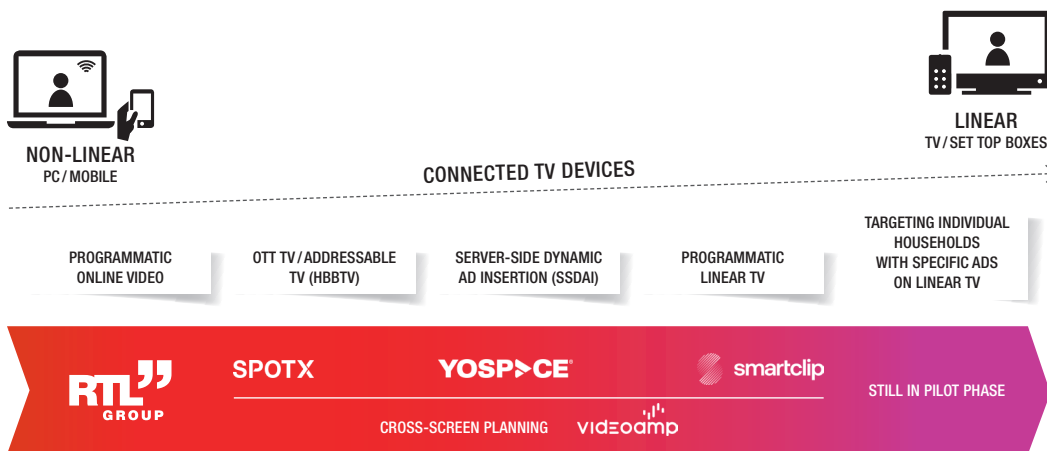 NON-LINEAR
PC / MOBILE
LINEAR
TV / SET TOP BOXES
CONNECTED TV DEVICES
PROGRAMMATIC
ONLINE VIDEO
OTT TV / ADDRESSABLE
TV (HBBTV)
SERVER-SIDE DYNAMIC
AD INSERTION (SSDAI)
PROGRAMMATIC
LINEAR TV
TARGETING INDIVIDUAL
HOUSEHOLDS
WITH SPECIFIC ADS
ON LINEAR TV
RTL
GROUP
SPOTX
YOSPACE
smartclip
CROSS-SCREEN PLANNING
videoamp
STILL IN PILOT PHASE